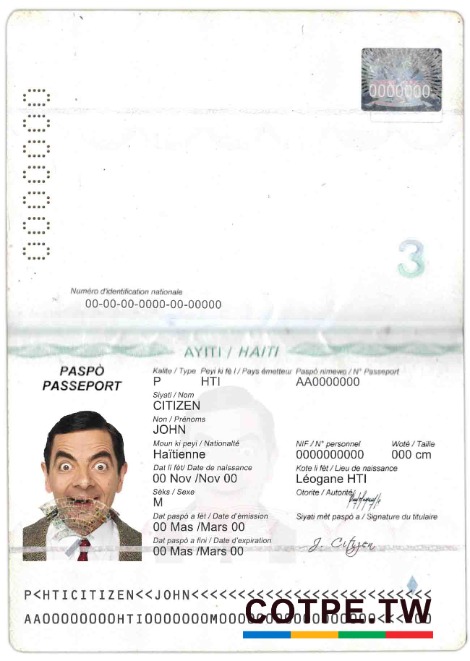 0000000
0000000
3
Numéro d'identification nationale
00-00-00-0000-00-00000
AYITI / HAITI
PASPÒ
PASSEPORT
Kalite / Type Peyi ki fè l / Pays émetteur Paspò nimewo / N° Passeport
P HTI AA0000000
Siyati / Nom
CITIZEN
Non / Prénoms
JOHN
Moun ki peyi / Nationalté NIF / N° personnel Wotè / Taille
Haïtienne 0000000000 000 cm
Dat li fèt/ Date de naissance Kote li fèt / Lieu de naissance
00 Nov /Nov 00 Léogane HTI
Sèks / Sexe Otorite / Autorité
M
Dat paspò a fèt / Date d'émission Siyati mèt paspò a / Signature du titulaire
00 Mas /Mars 00
Dat paspò a fini / Date d'expiration J. Citizen
00 Mas /Mars 00
P<HTICITIZEN<<JOHN<<<<<<<<<<<<<<<<<<<<<<<<<<
COTPE.TW